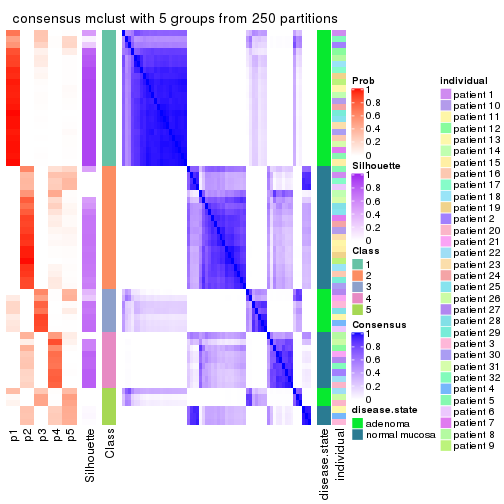 consensus mclust with 5 groups from 250 partitions
Prob
1
0.8
0.6
0.4
0.2
0
Silhouette
1
0.8
0.6
0.4
0.2
0
Class
1
2
3
4
5
Consensus
1
0.8
0.6
0.4
0.2
0
disease.state
adenoma
normal mucosa
individual
patient 1
patient 10
patient 11
patient 12
patient 13
patient 14
patient 15
patient 16
patient 17
patient 18
patient 19
patient 2
patient 20
patient 21
patient 22
patient 23
patient 24
patient 25
patient 26
patient 27
patient 28
patient 29
patient 3
patient 30
patient 31
patient 32
patient 4
patient 5
patient 6
patient 7
patient 8
patient 9
p1
p2
p3
p4
p5
Silhouette
Class
disease.state
individual